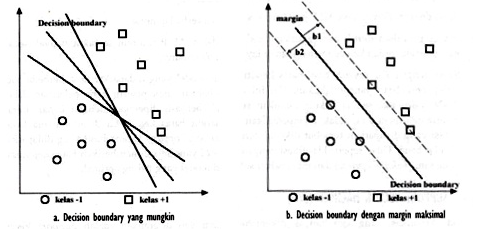 Decision boundary
kelas -1
kelas +1
a. Decision boundary yang mungkin
margin
b1
b2
Decision boundary
kelas -1
kelas +1
b. Decision boundary dengan margin maksimal